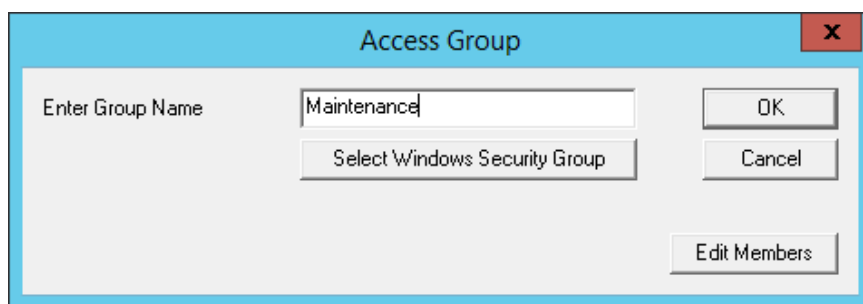 Access Group
x
Enter Group Name
Maintenance
OK
Select Windows Security Group
Cancel
Edit Members